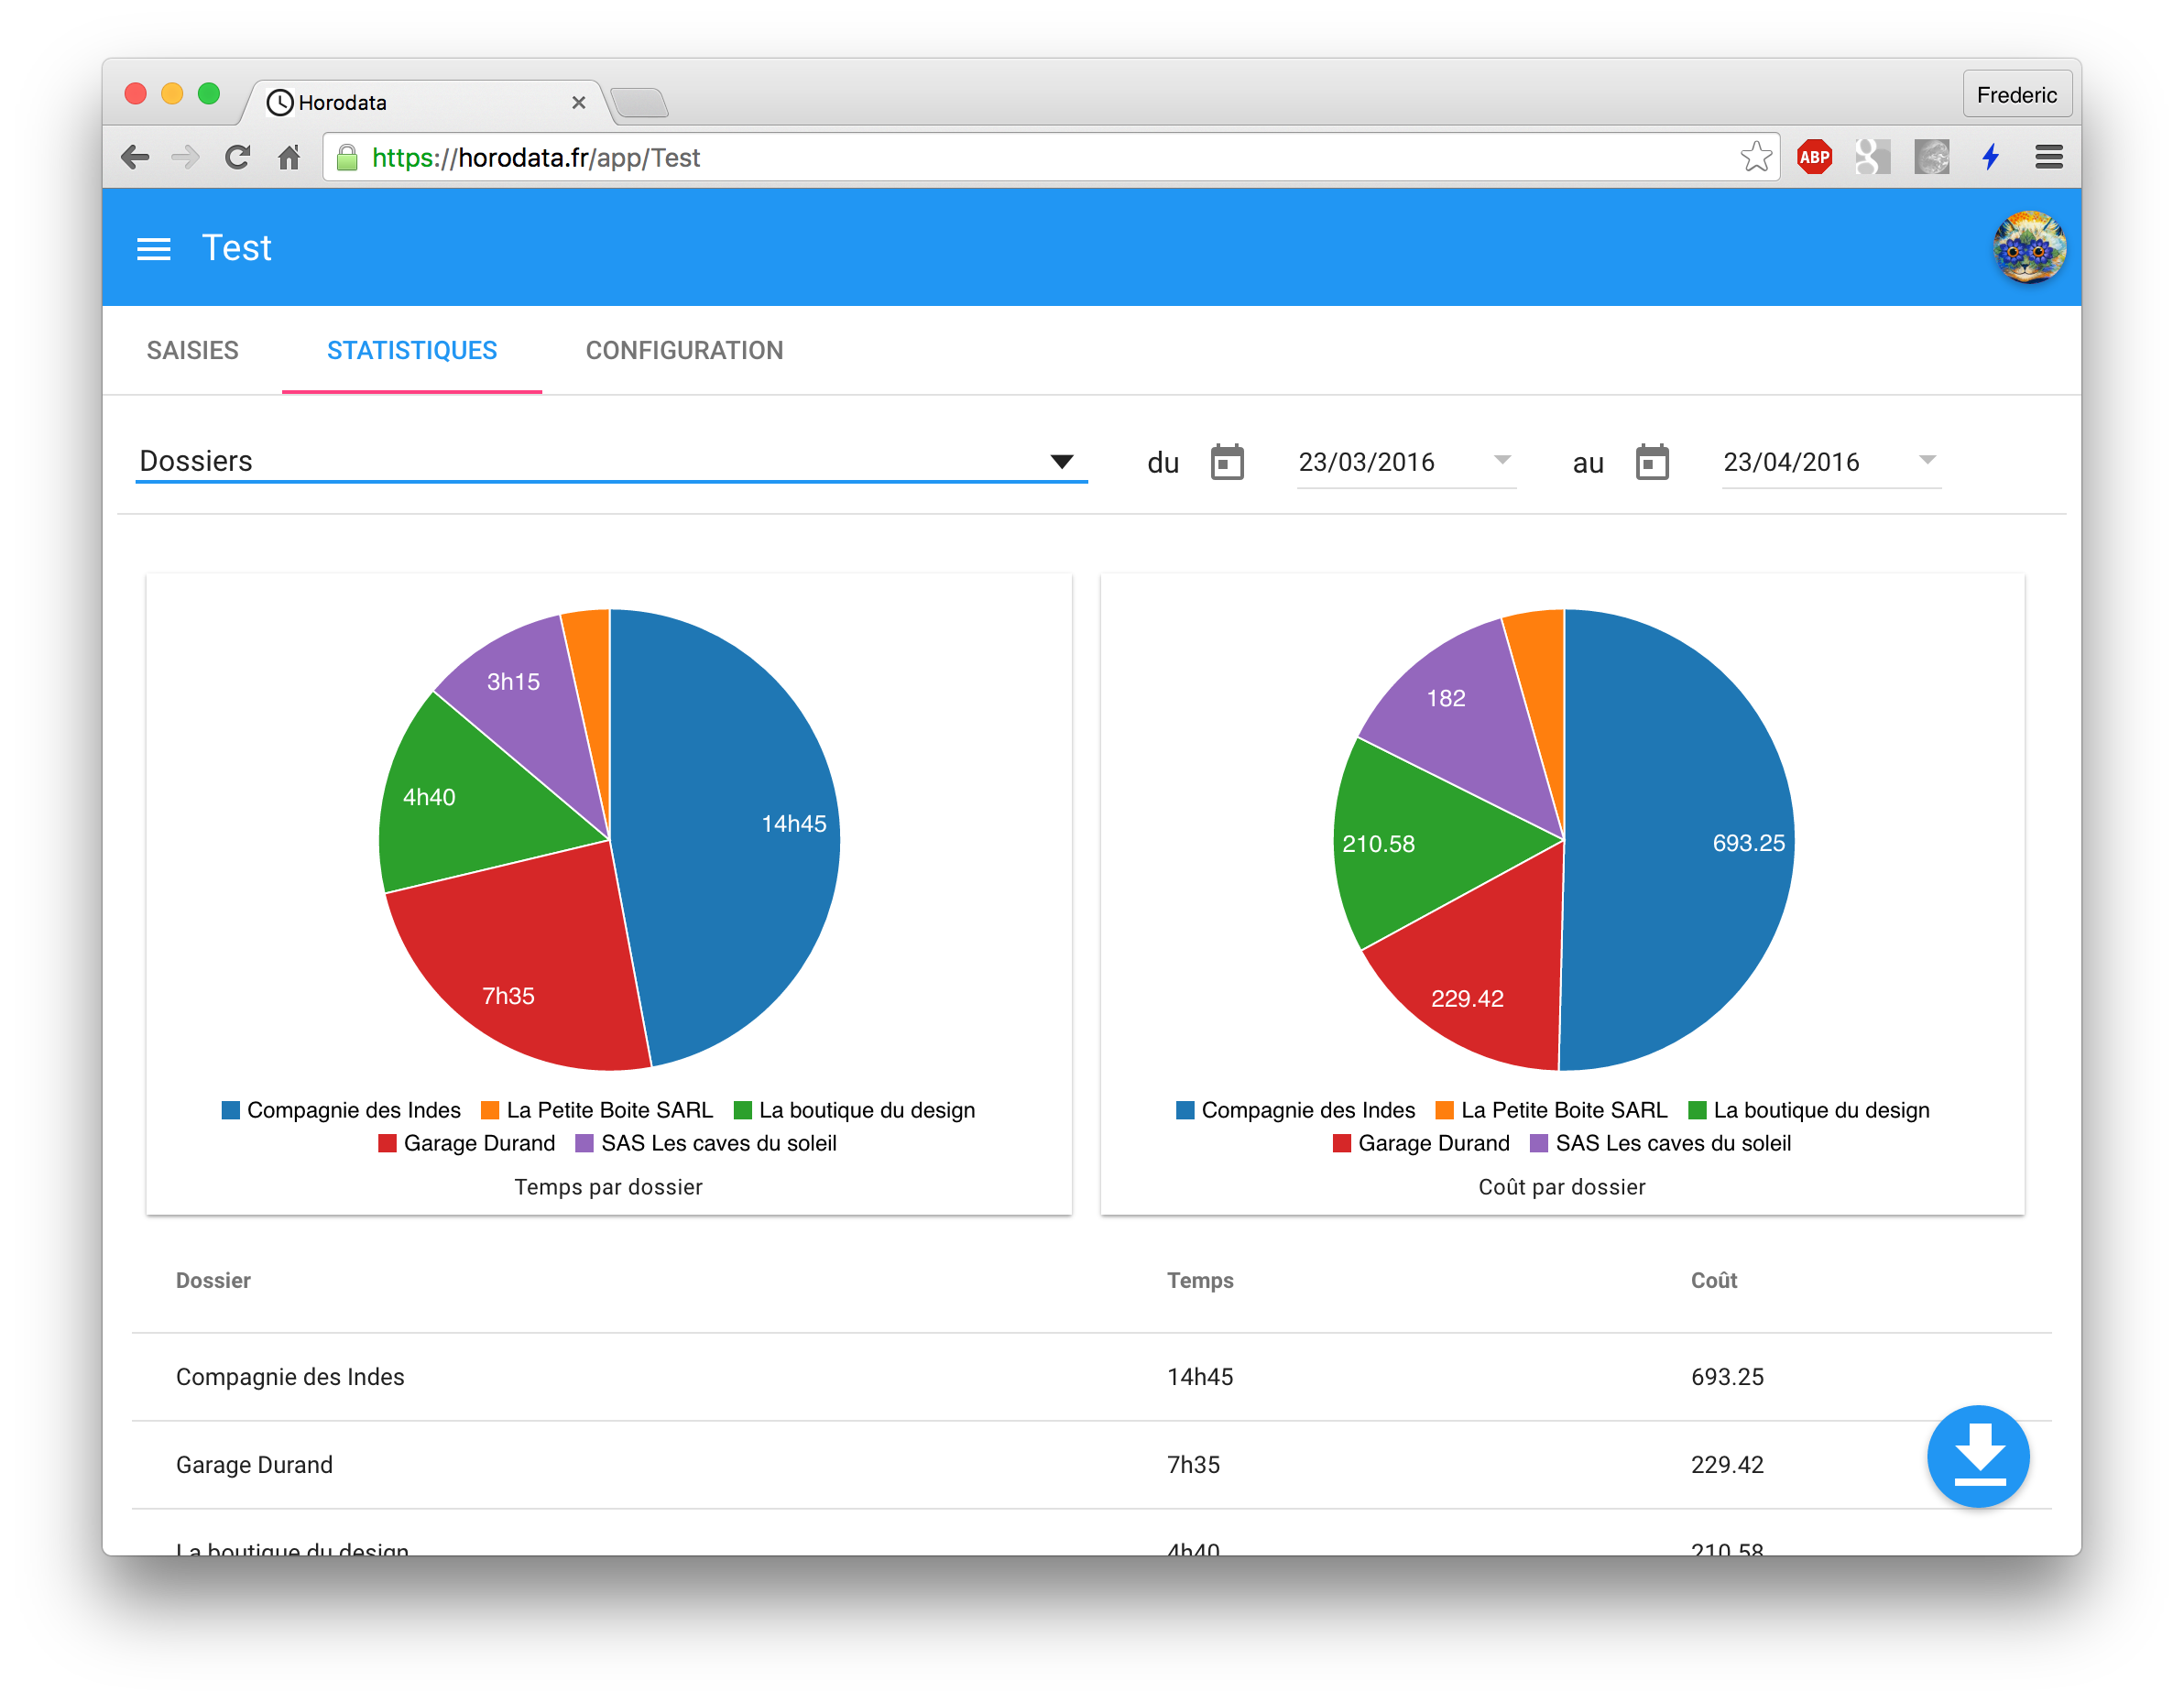 Horodata
Frederic
https://horodata.fr/app/Test
ABP
g
Test
SAISIES STATISTIQUES CONFIGURATION
Dossiers du 23/03/2016 au 23/04/2016
3h15
4h40
14h45
7h35
Compagnie des Indes La Petite Boite SARL La boutique du design
Garage Durand SAS Les caves du soleil
Temps par dossier
182
210.58
693.25
229.42
Compagnie des Indes La Petite Boite SARL La boutique du design
Garage Durand SAS Les caves du soleil
Coût par dossier
Dossier Temps Coût
Compagnie des Indes 14h45 693.25
Garage Durand 7h35 229.42
La boutique du design 4h40 210.58